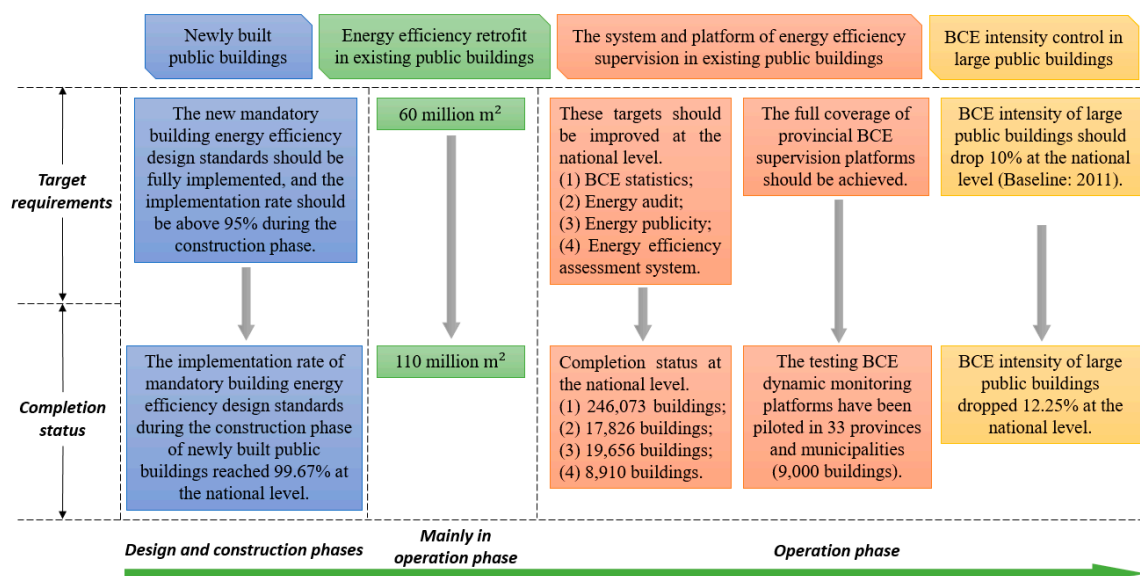 Newly built
public buildings
Energy efficiency retrofit
in existing public buildings
The system and platform of energy efficiency
supervision in existing public buildings
BCE intensity control in
large public buildings
Target
requirements
The new mandatory
building energy efficiency
design standards should be
fully implemented, and the
implementation rate should
be above 95% during the
construction phase.
60 million m²
These targets should
be improved at the
national level.
(1) BCE statistics;
(2) Energy audit;
(3) Energy publicity;
(4) Energy efficiency
assessment system.
The full coverage of
provincial BCE
supervision platforms
should be achieved.
BCE intensity of large
public buildings should
drop 10% at the national
level (Baseline: 2011).
Completion
status
The implementation rate of
mandatory building energy
efficiency design standards
during the construction phase
of newly built public
buildings reached 99.67% at
the national level.
110 million m²
Completion status at
the national level.
(1) 246,073 buildings;
(2) 17,826 buildings;
(3) 19,656 buildings;
(4) 8,910 buildings.
The testing BCE
dynamic monitoring
platforms have been
piloted in 33 provinces
and municipalities
(9,000 buildings).
BCE intensity of large
public buildings
dropped 12.25% at the
national level.
Design and construction phases
Mainly in
operation phase
Operation phase